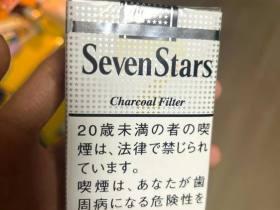 SevenStars
Charcoal Filter
20歳未満の者の喫
煙は、法律で禁じられ
ています。
喫煙は、あなたが歯
周病になる危険性を